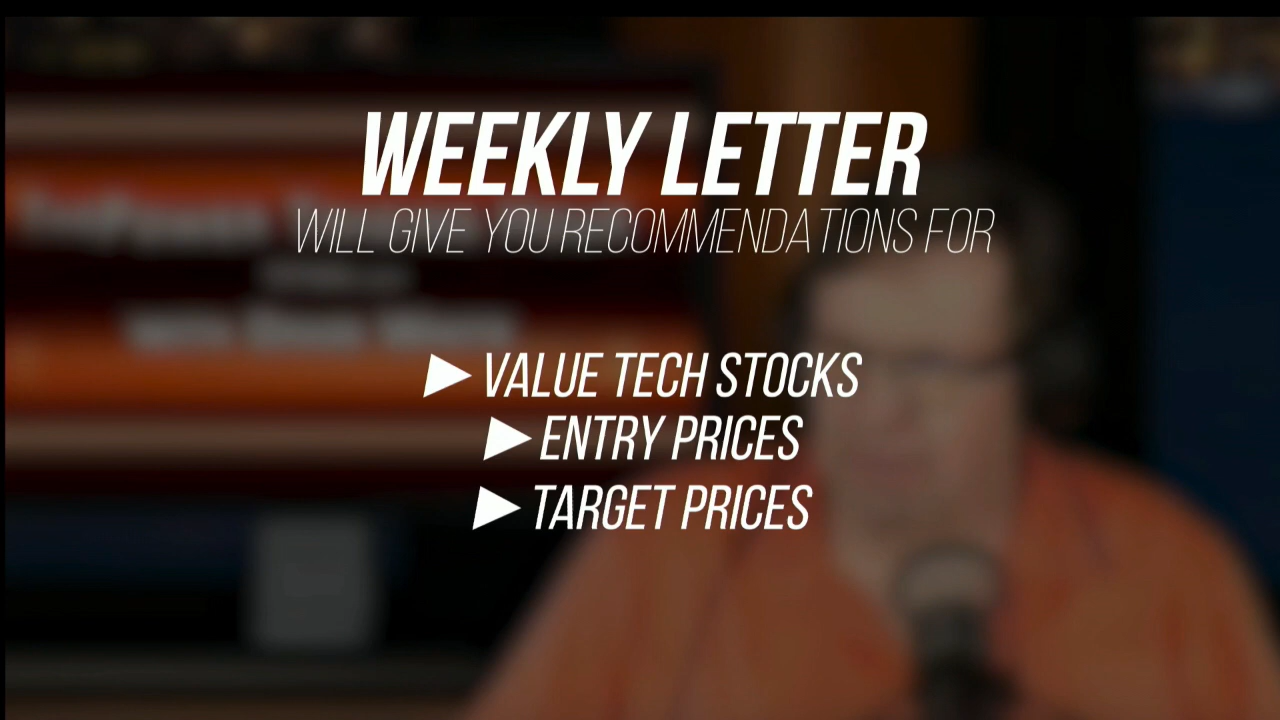 WEEKLY LETTER
WILL GIVE YOU RECOMMENDATIONS FOR
▶ VALUE TECH STOCKS
▶ ENTRY PRICES
▶ TARGET PRICES